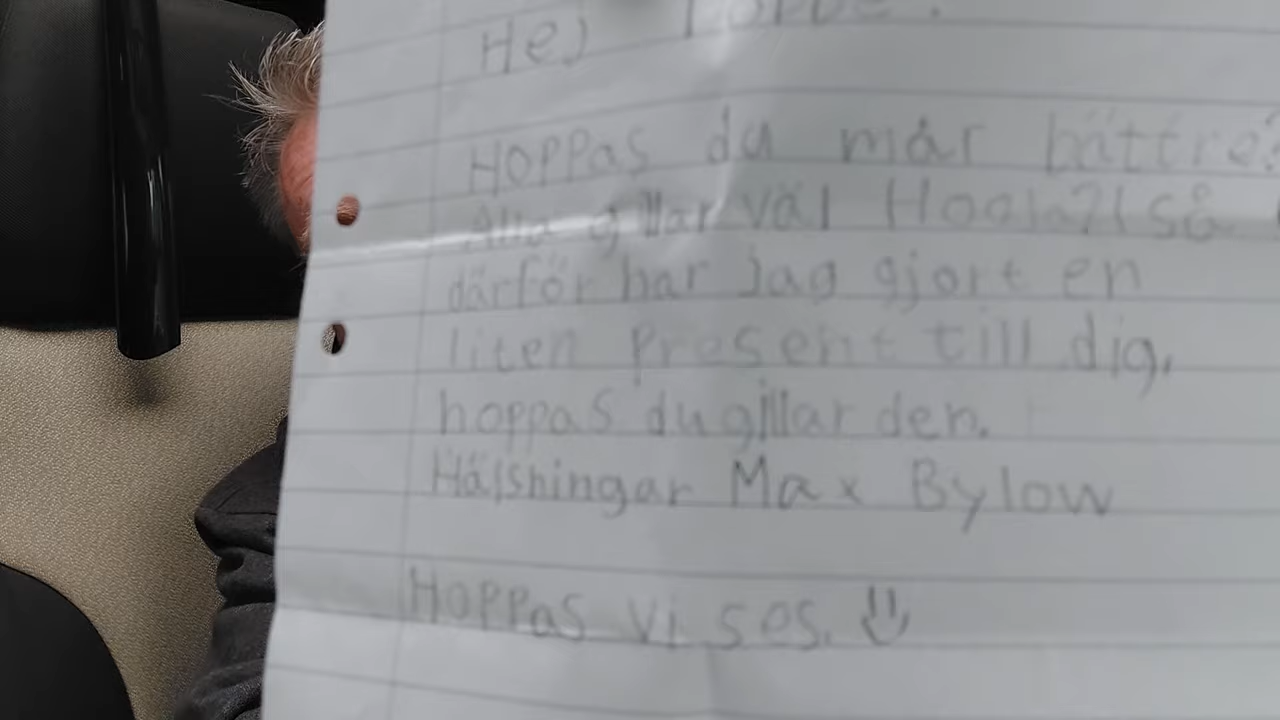 Hej
Hoppas du mår bättre?
Alla gillar väl så
därför har Jag gjort en
liten present till dig,
hoppas du gillar den.
Hälsningar Max Bylow
Hoppas vi ses.